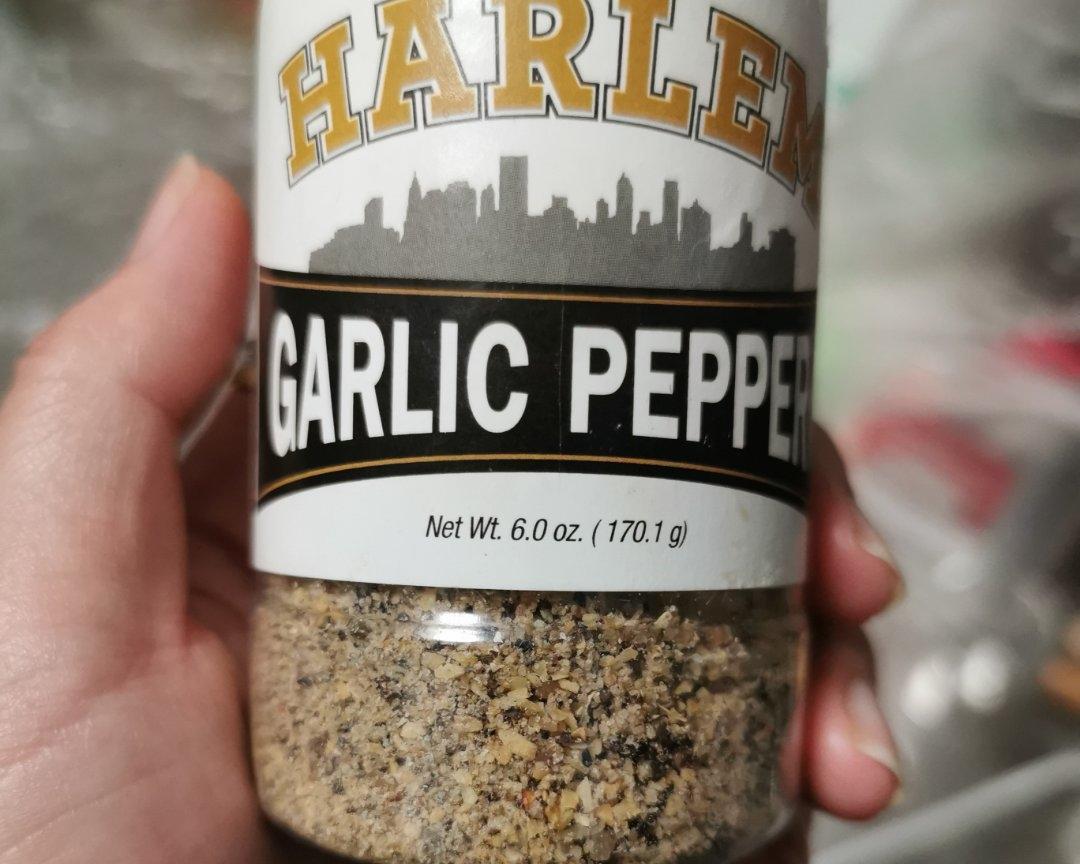 HARLEM
GARLIC PEPPER
Net Wt. 6.0 oz. ( 170.1 g)